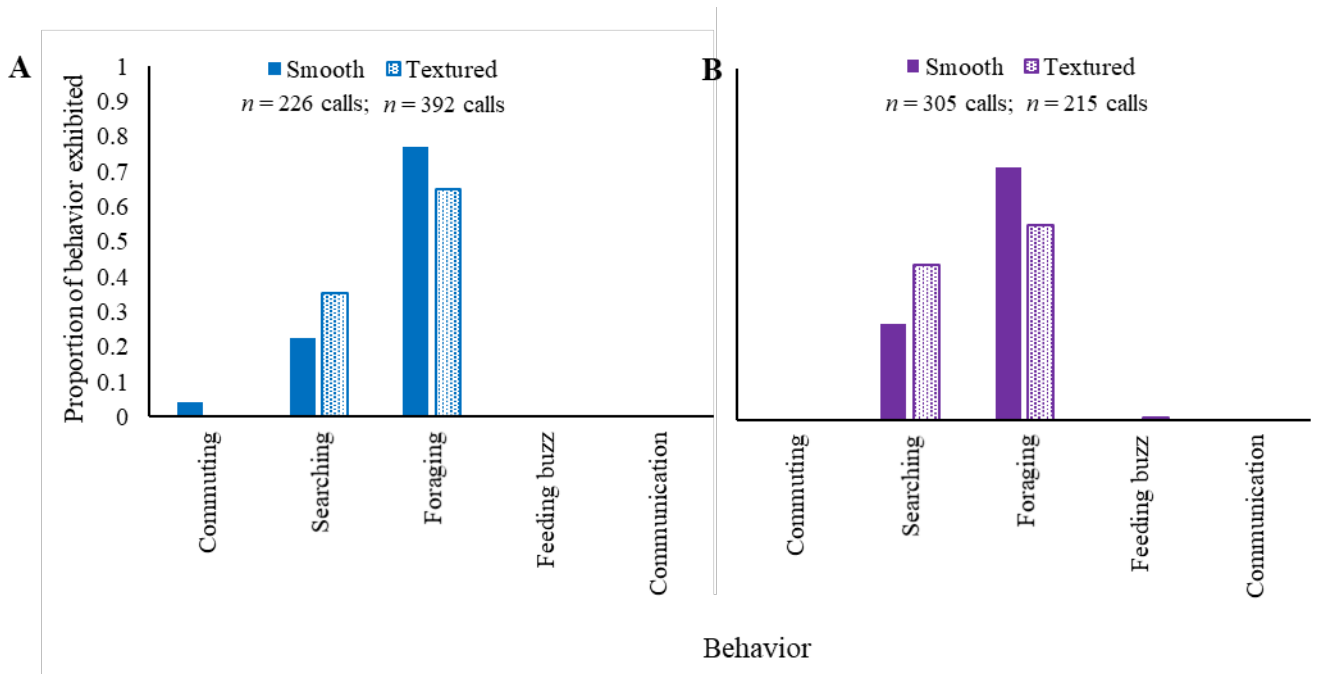 A
Proportion of behavior exhibited
1
0.9
0.8
0.7
0.6
0.5
0.4
0.3
0.2
0.1
0
Smooth Textured
n = 226 calls; n = 392 calls
Commuting
Searching
Foraging
Feeding buzz
Communication
B
Smooth Textured
n = 305 calls; n = 215 calls
Commuting
Searching
Foraging
Feeding buzz
Communication
Behavior